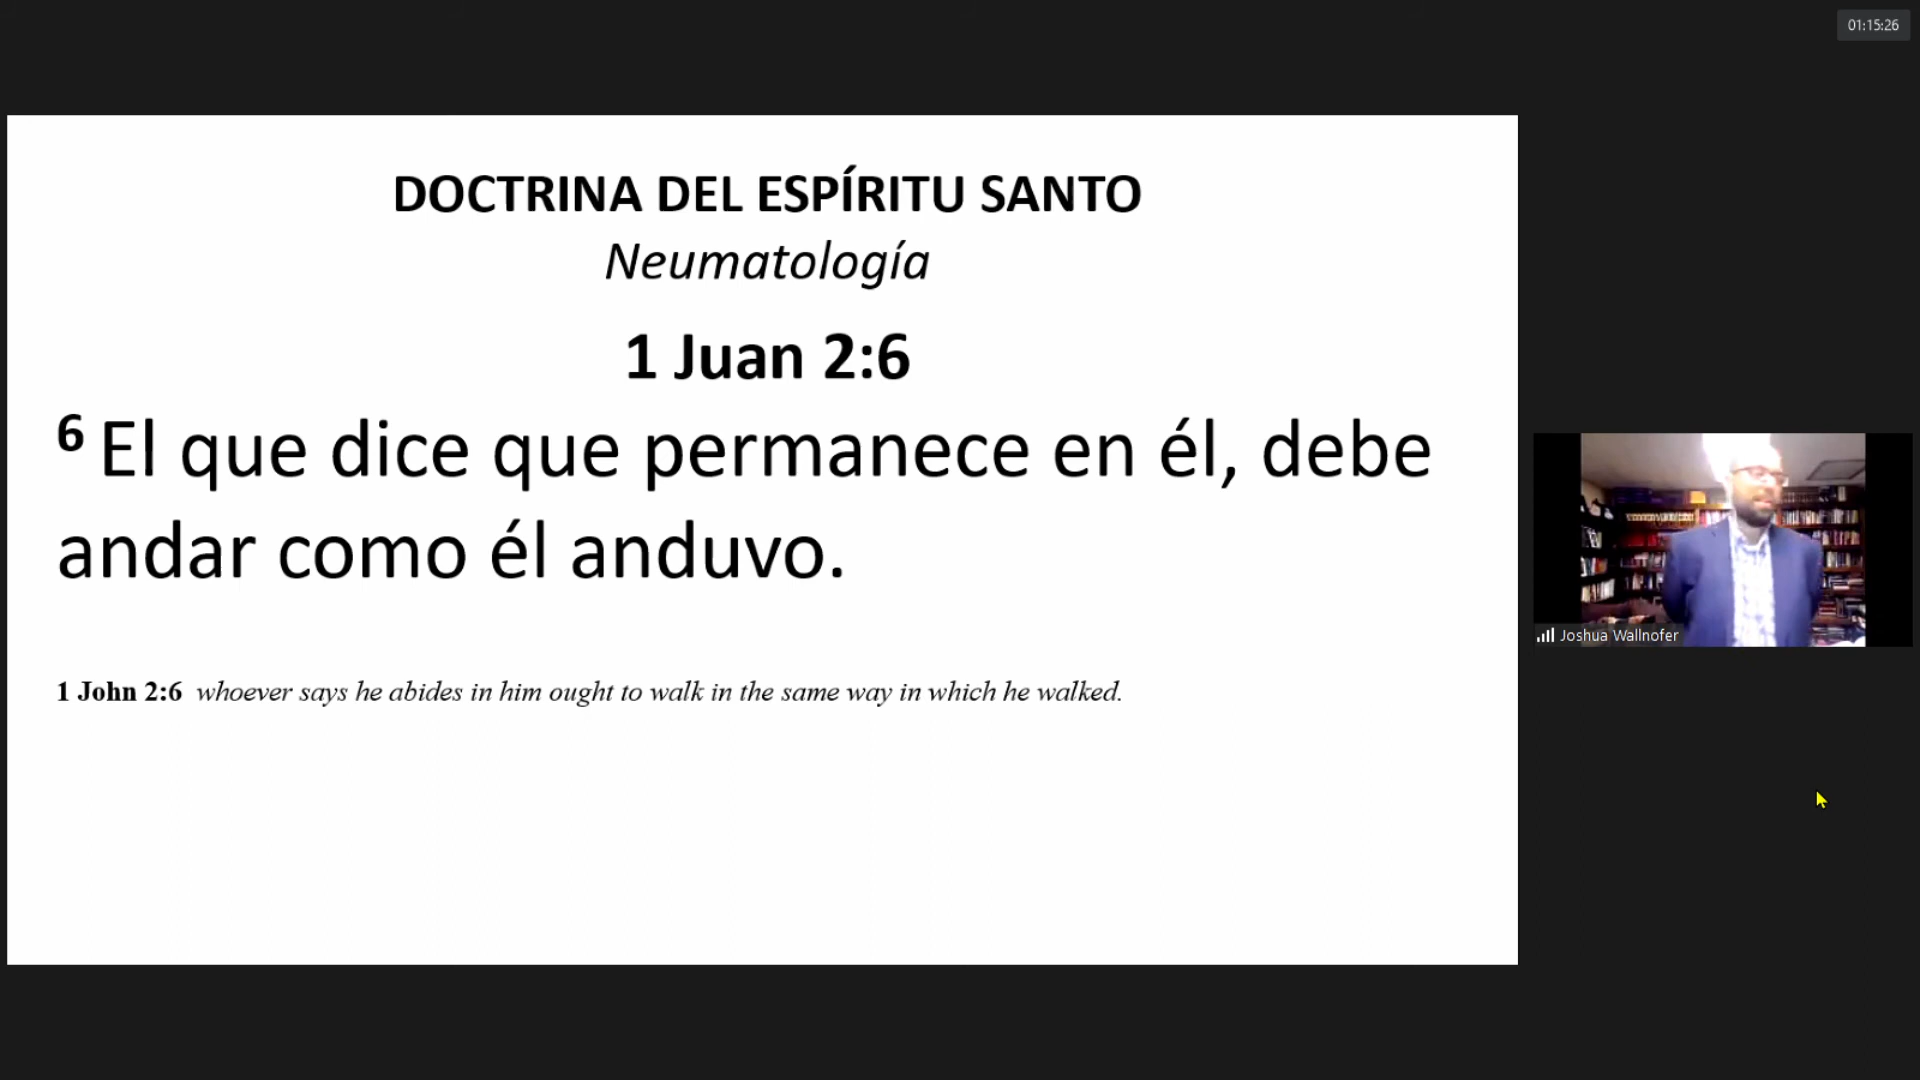 01:15:26
DOCTRINA DEL ESPÍRITU SANTO
Neumatología
1 Juan 2:6
6 El que dice que permanece en él, debe
andar como él anduvo.
1 John 2:6 whoever says he abides in him ought to walk in the same way in which he walked.
Joshua Wallnofer